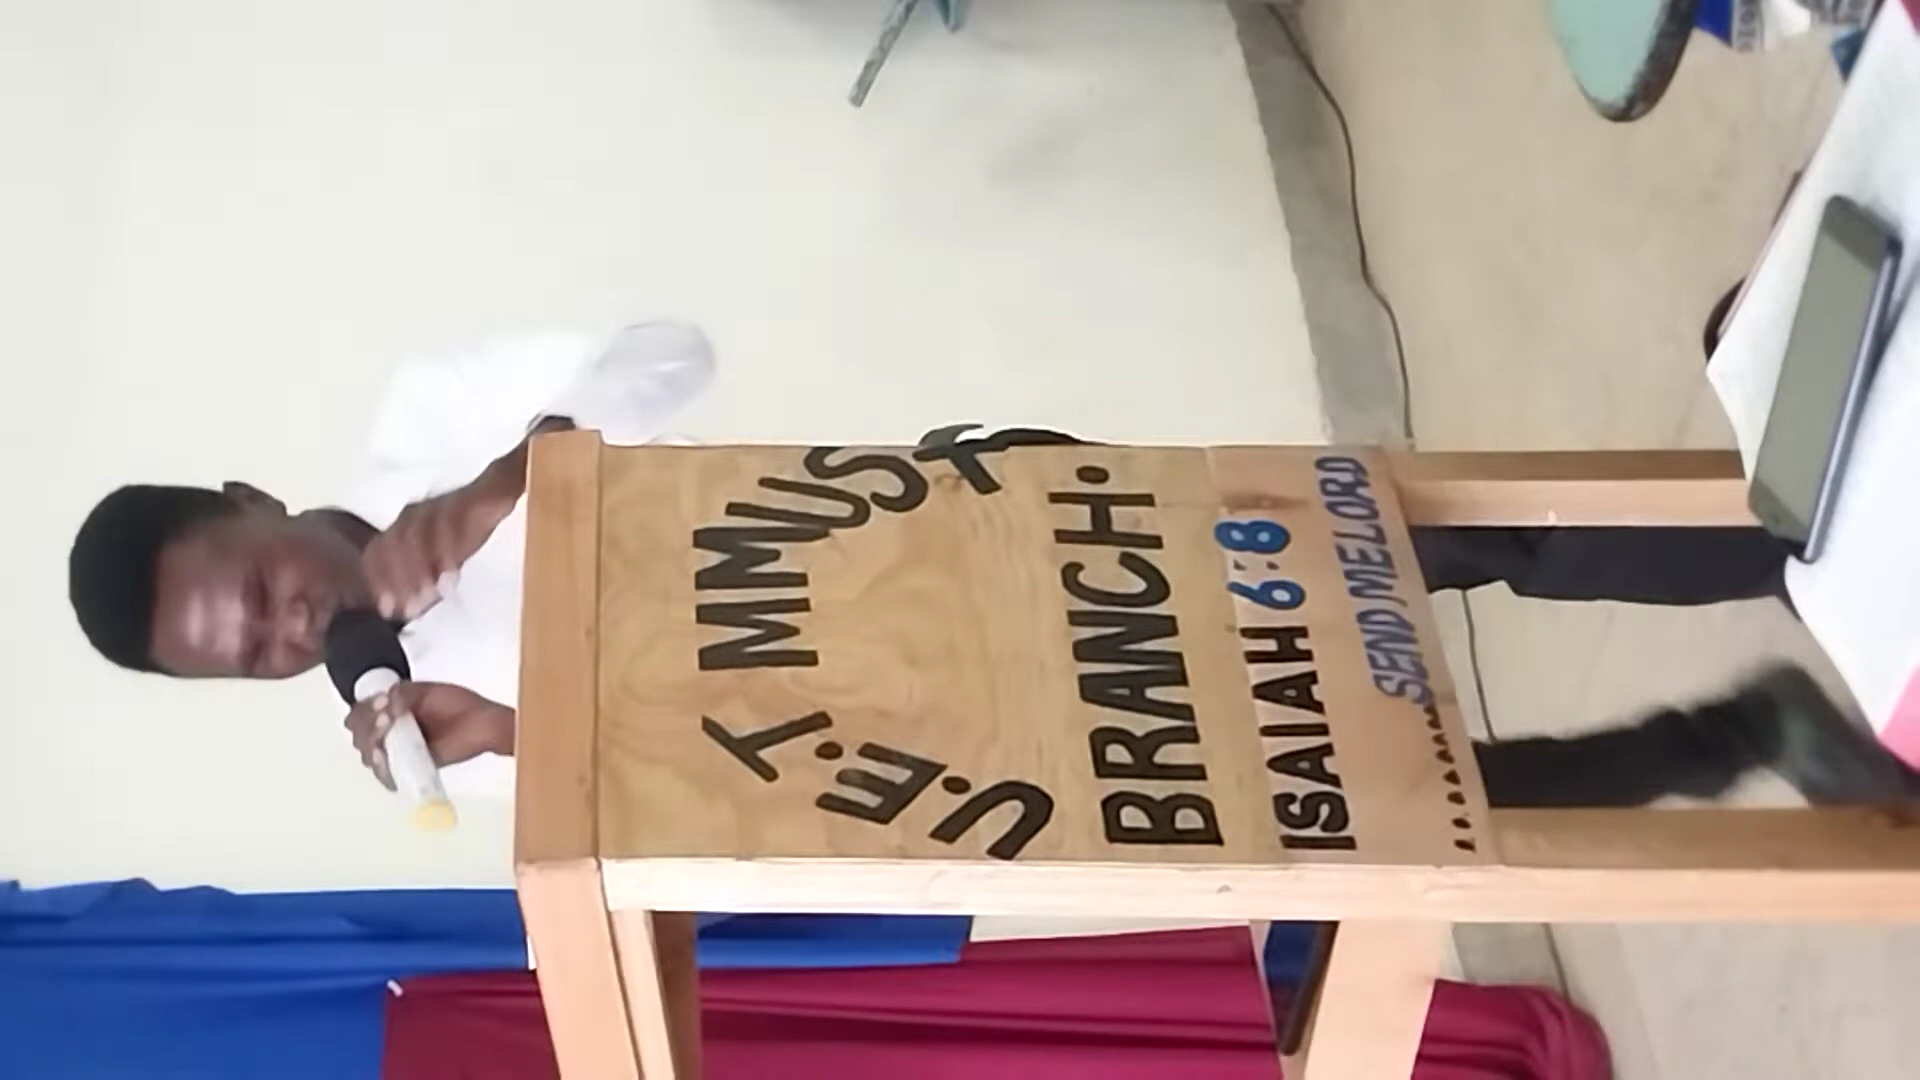 U.E.T MMUST
BRANCH.
ISAIAH 6:8
.........SEND ME LORD